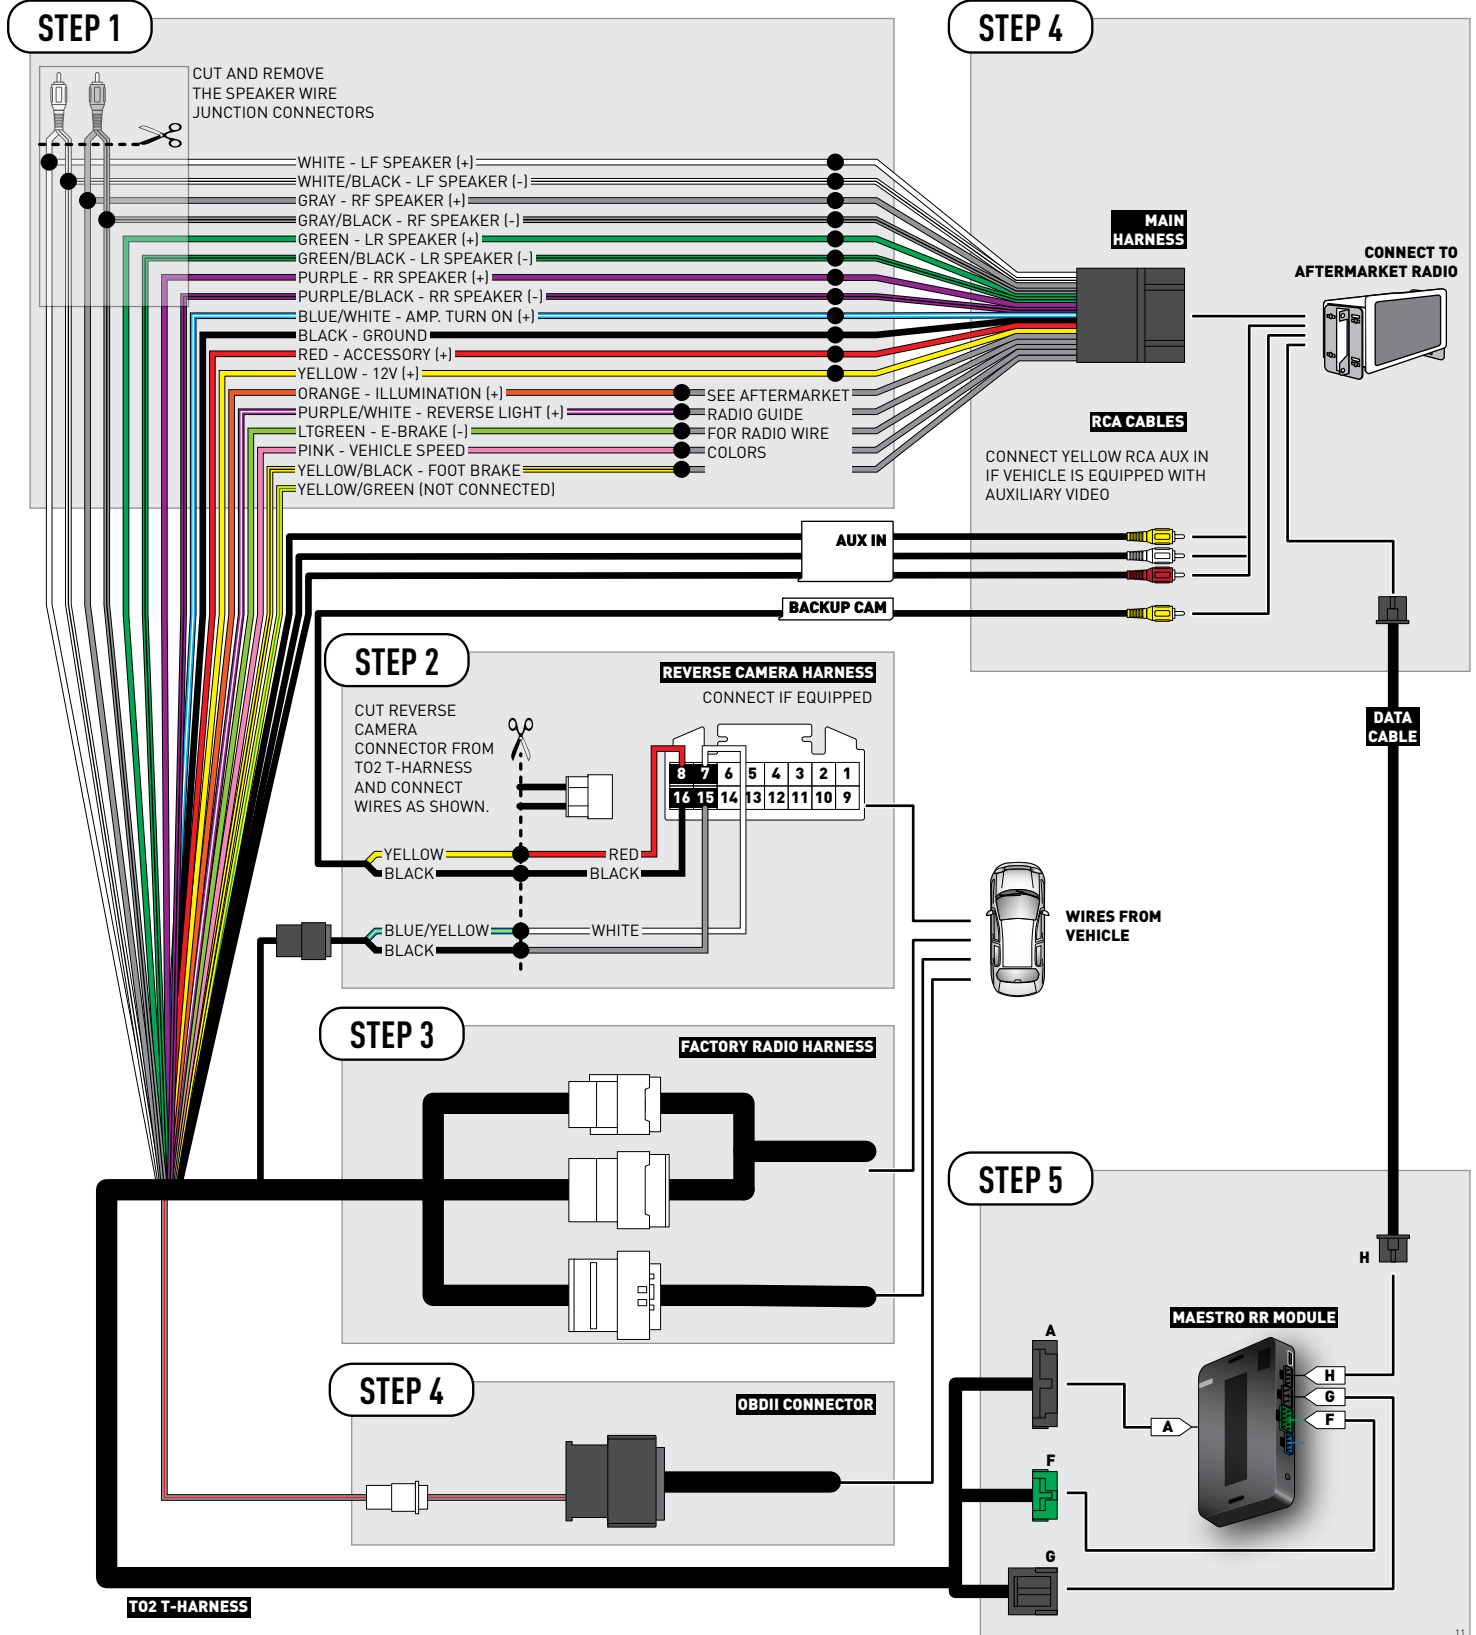 STEP 1
CUT AND REMOVE
THE SPEAKER WIRE
JUNCTION CONNECTORS
WHITE - LF SPEAKER (+)
WHITE/BLACK - LF SPEAKER (-)
GRAY - RF SPEAKER (+)
GRAY/BLACK - RF SPEAKER (-)
GREEN - LR SPEAKER (+)
GREEN/BLACK - LR SPEAKER (-)
PURPLE - RR SPEAKER (+)
PURPLE/BLACK - RR SPEAKER (-)
BLUE/WHITE - AMP. TURN ON (+)
BLACK - GROUND
RED - ACCESSORY (+)
YELLOW - 12V (+)
ORANGE - ILLUMINATION (+)
PURPLE/WHITE - REVERSE LIGHT (+)
LTGREEN - E-BRAKE (-)
PINK - VEHICLE SPEED
YELLOW/BLACK - FOOT BRAKE
YELLOW/GREEN (NOT CONNECTED)
SEE AFTERMARKET
RADIO GUIDE
FOR RADIO WIRE
COLORS
STEP 4
MAIN
HARNESS
CONNECT TO
AFTERMARKET RADIO
RCA CABLES
CONNECT YELLOW RCA AUX IN
IF VEHICLE IS EQUIPPED WITH
AUXILIARY VIDEO
AUX IN
BACKUP CAM
DATA
CABLE
STEP 2
REVERSE CAMERA HARNESS
CONNECT IF EQUIPPED
CUT REVERSE
CAMERA
CONNECTOR FROM
TO2 T-HARNESS
AND CONNECT
WIRES AS SHOWN.
8 7 6 5 4 3 2 1
16 15 14 13 12 11 10 9
YELLOW
RED
BLACK
BLACK
BLUE/YELLOW
WHITE
BLACK
WIRES FROM
VEHICLE
STEP 3
FACTORY RADIO HARNESS
STEP 4
OBDII CONNECTOR
TO2 T-HARNESS
STEP 5
H
MAESTRO RR MODULE
A
H
G
F
A
F
G
11